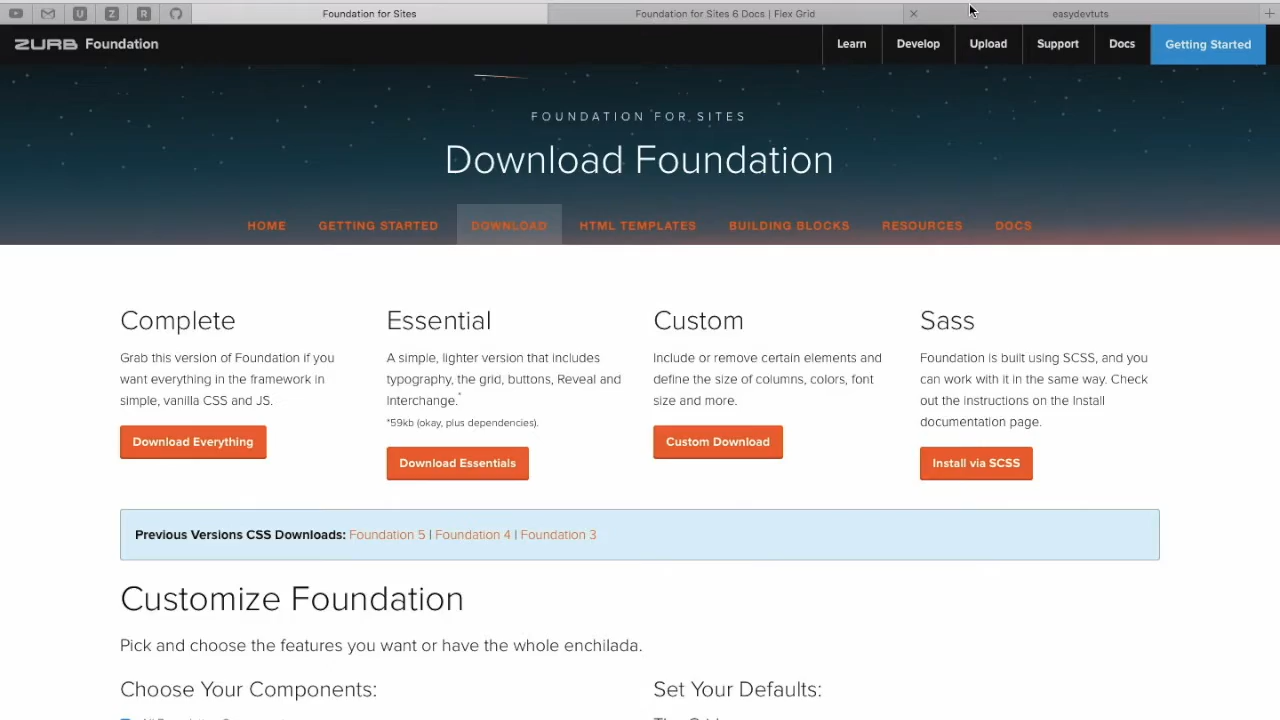 U Z R Foundation for Sites Foundation for Sites 6 Docs | Flex Grid easydevtuts
ZURB Foundation Learn Develop Upload Support Docs Getting Started
FOUNDATION FOR SITES
Download Foundation
HOME GETTING STARTED DOWNLOAD HTML TEMPLATES BUILDING BLOCKS RESOURCES DOCS
Complete
Grab this version of Foundation if you
want everything in the framework in
simple, vanilla CSS and JS.
Download Everything
Essential
A simple, lighter version that includes
typography, the grid, buttons, Reveal and
Interchange.*
*59kb (okay, plus dependencies).
Download Essentials
Custom
Include or remove certain elements and
define the size of columns, colors, font
size and more.
Custom Download
Sass
Foundation is built using SCSS, and you
can work with it in the same way. Check
out the instructions on the Install
documentation page.
Install via SCSS
Previous Versions CSS Downloads: Foundation 5 | Foundation 4 | Foundation 3
Customize Foundation
Pick and choose the features you want or have the whole enchilada.
Choose Your Components:
Set Your Defaults: